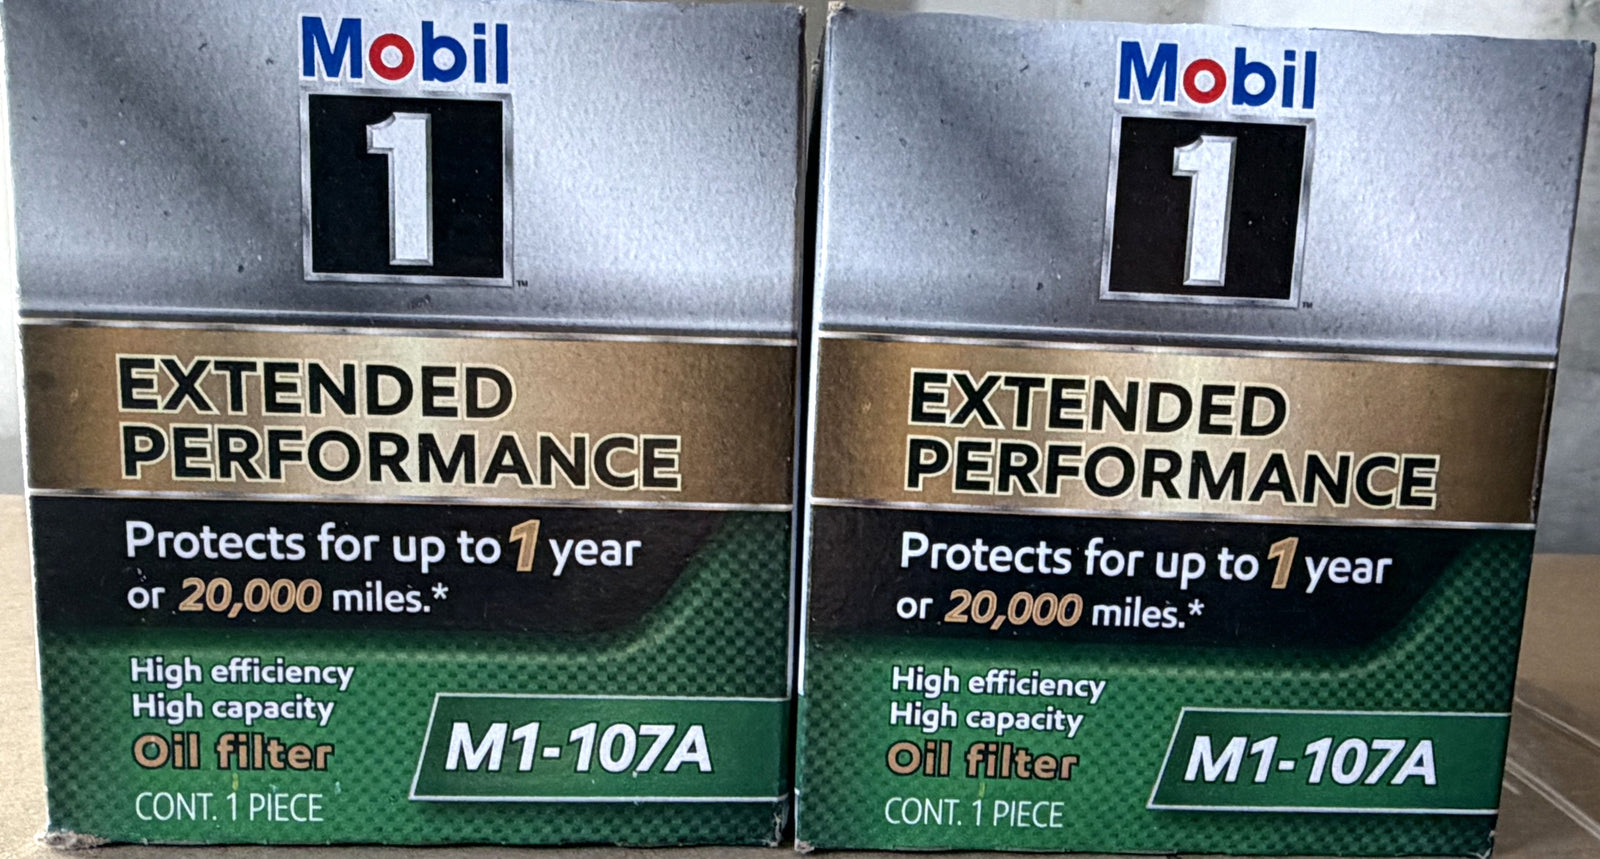 Mobil
1
™
EXTENDED
PERFORMANCE
Protects for up to 1 year
or 20,000 miles.*
High efficiency
High capacity
Oil filter
M1-107A
CONT. 1 PIECE
Mobil
1
™
EXTENDED
PERFORMANCE
Protects for up to 1 year
or 20,000 miles.*
High efficiency
High capacity
Oil filter
M1-107A
CONT. 1 PIECE